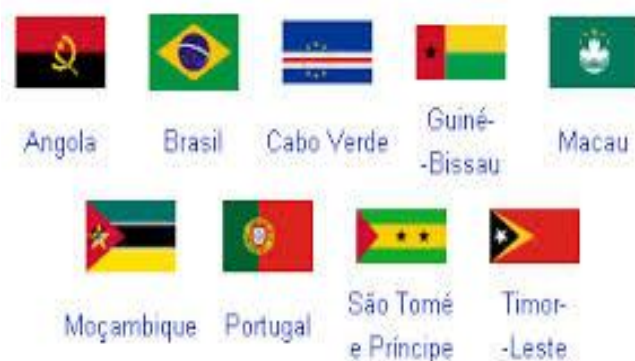 Angola
Brasil
Cabo Verde
Guiné-
-Bissau
Macau
Moçambique
Portugal
São Tomé
e Príncipe
Timor-
-Leste